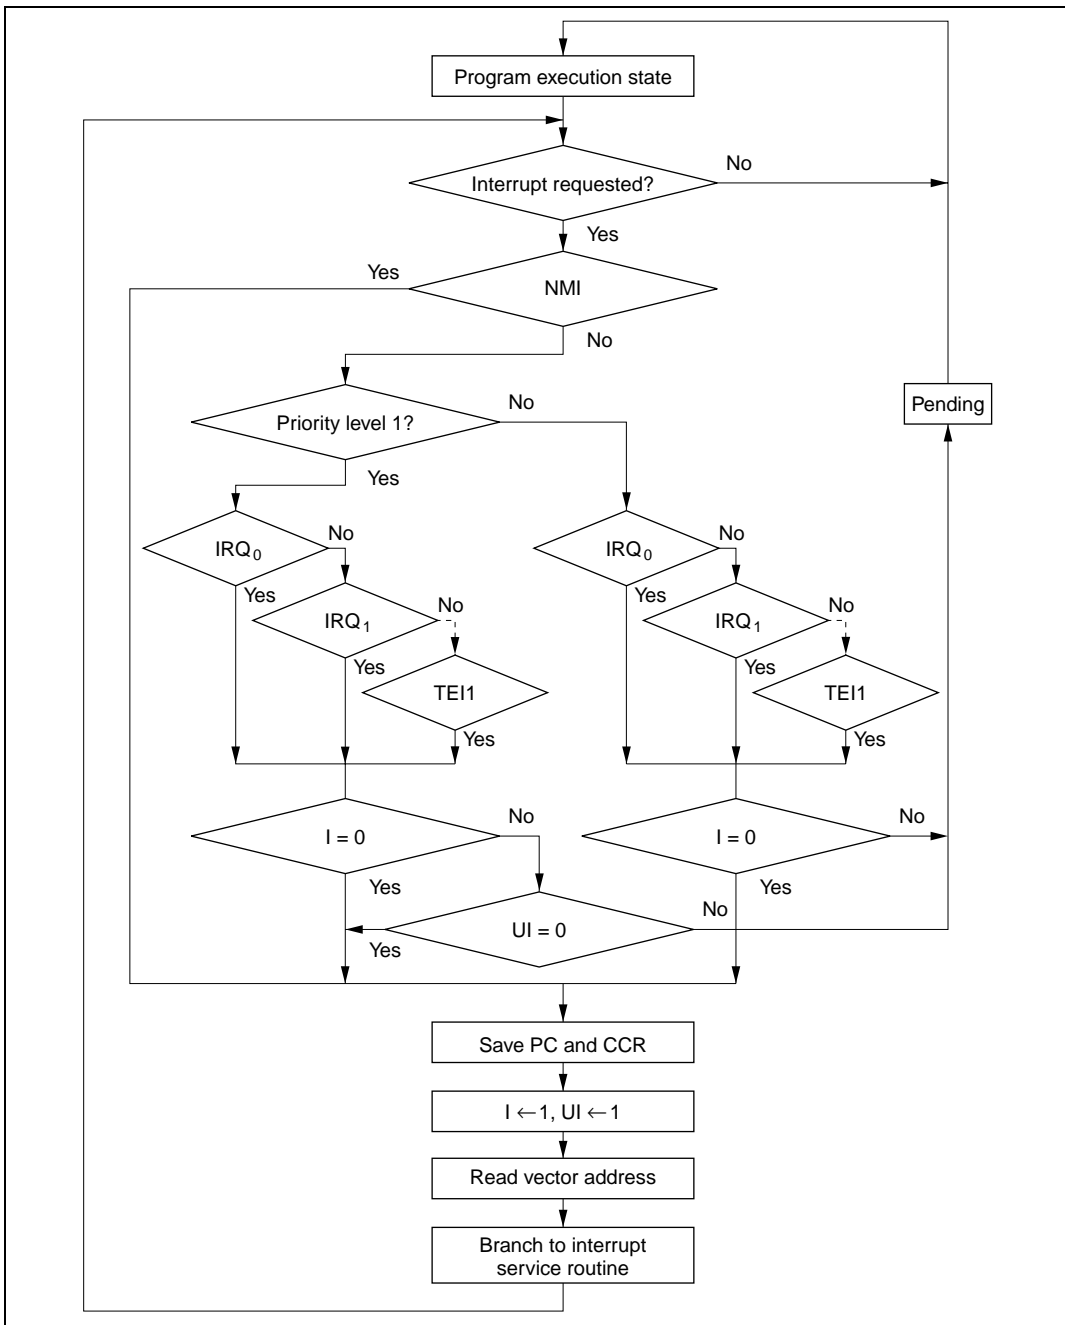 Program execution state
No
Interrupt requested?
Yes
Yes
NMI
No
Pending
No
Priority level 1?
Yes
No
No
IRQ0
IRQ0
Yes
No
Yes
No
IRQ1
IRQ1
Yes
Yes
TEI1
TEI1
Yes
Yes
No
No
I = 0
I = 0
Yes
Yes
No
UI = 0
Yes
Save PC and CCR
I ← 1, UI ← 1
Read vector address
Branch to interrupt
service routine